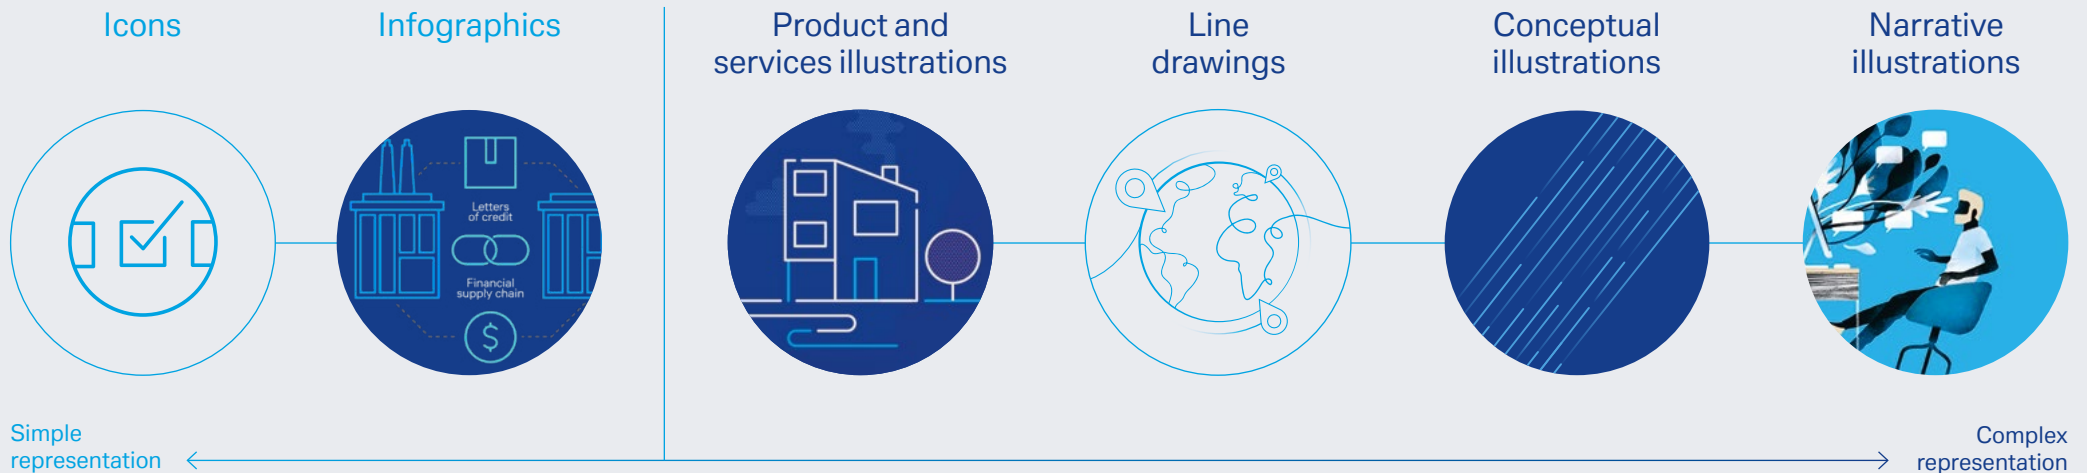 Icons
Infographics
Product and
services illustrations
Line
drawings
Conceptual
illustrations
Narrative
illustrations
Letters
of credit
Financial
supply chain
$
Simple
representation
Complex
representation